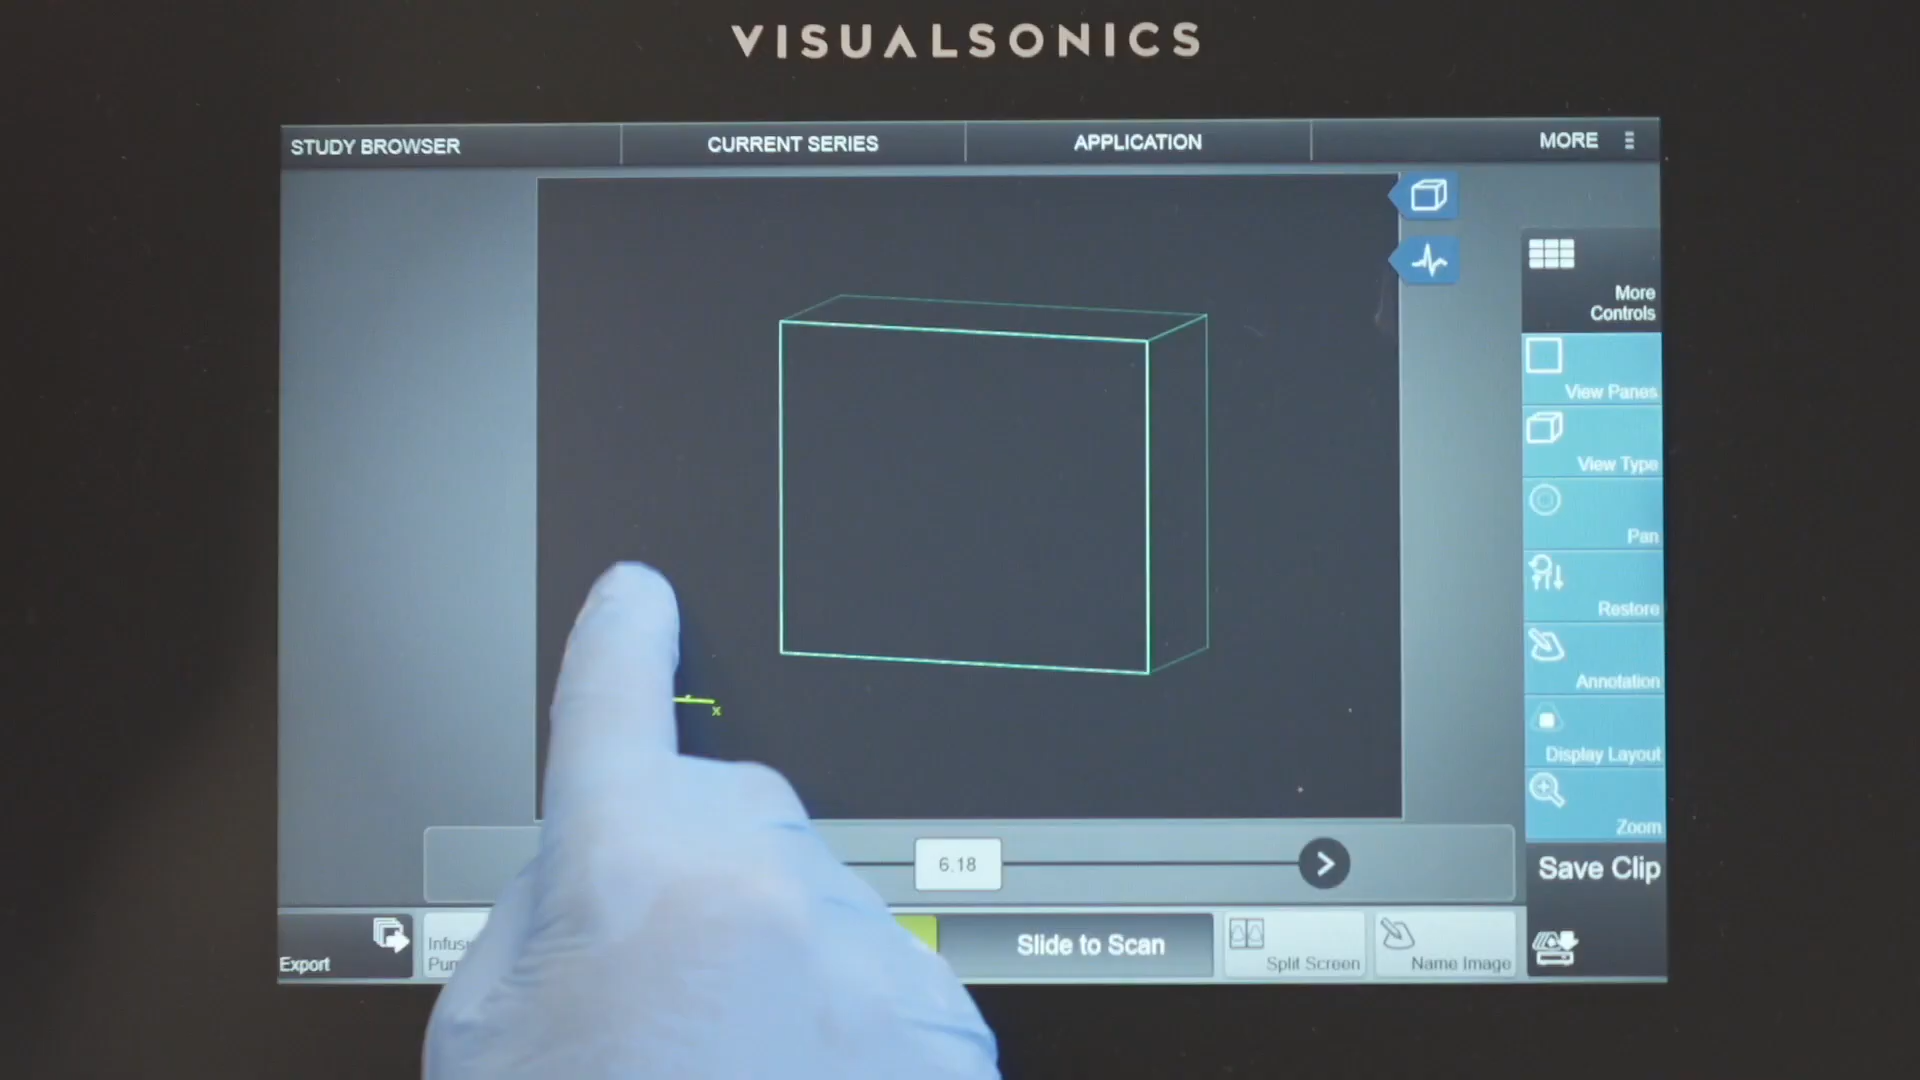 VISUALSONICS
STUDY BROWSER
CURRENT SERIES
APPLICATION
MORE
More
Controls
View Panes
View Type
Pan
Restore
Annotation
Display Layout
Zoom
x
6.18
Save Clip
Export
Slide to Scan
Split Screen
Name Image